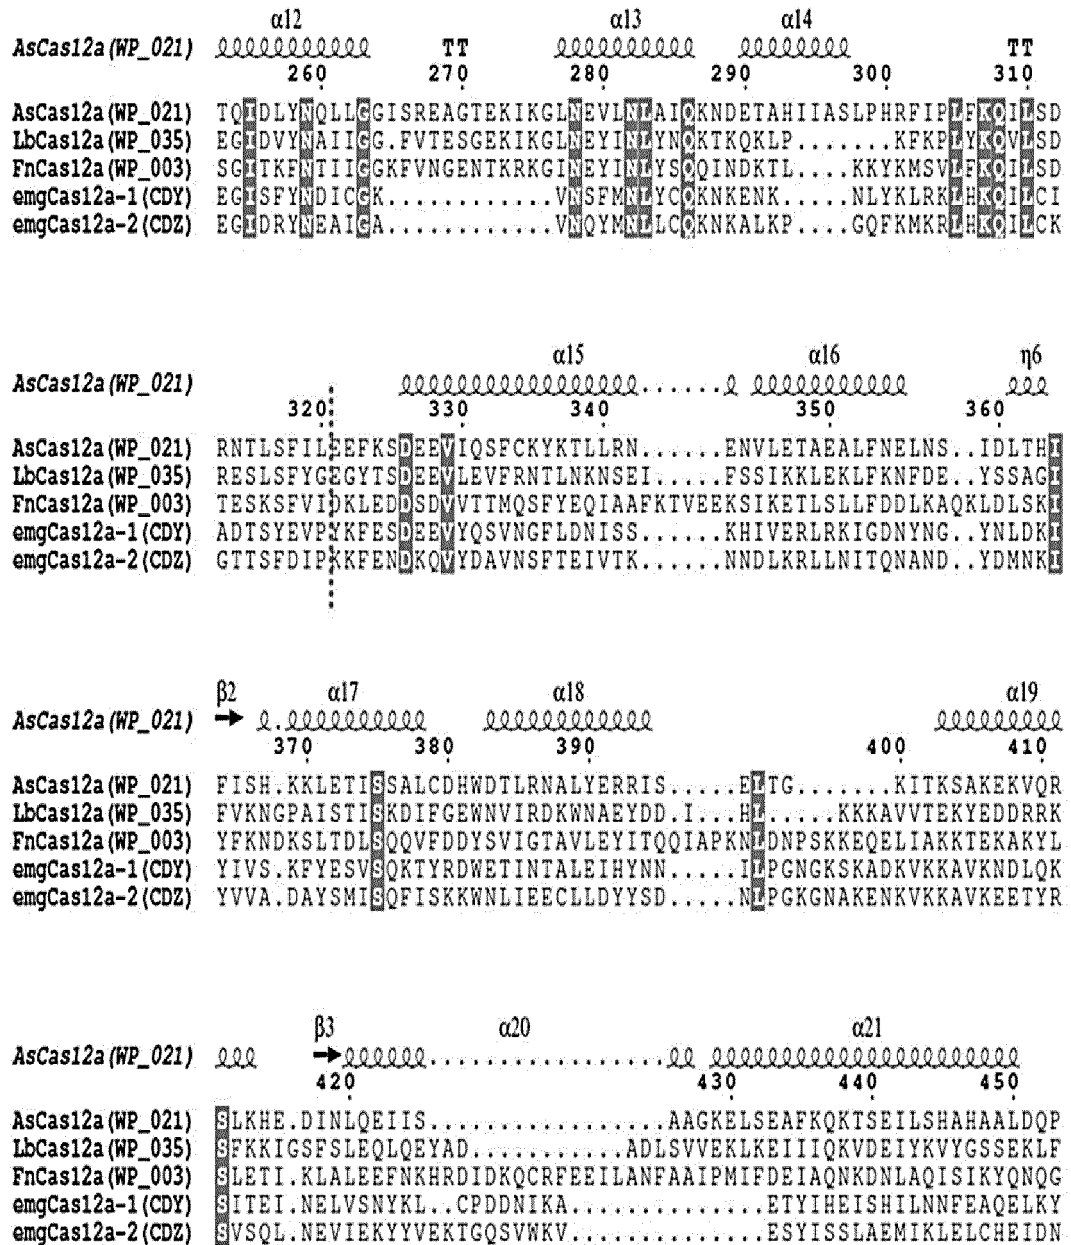 α12 α13 α14
AsCas12a(WP_021) TT TT
260 270 280 290 300 310
AsCas12a(WP_021) TQIDLYNQLLGGISREAGTEKIKGLNEVLNLAIQKNDETAHIIASLPHRFIPLFKQILSD
LbCas12a(WP_035) EGIDVYNAIIGG.FVTESGEKIKGLNEYINLYNQKTKQKLP......KFKPLYKQVLSD
FnCas12a(WP_003) SGITKFNTIIGGKFVNGENTKRKGINEYINLYSQQINDKTL...KKYKMSVLFKQILSD
emgCas12a-1(CDY) EGISFYNDICGK............VNSFMNLYCQKNKENK....NLYKLRKLHKQILCI
emgCas12a-2(CDZ) EGIDRYNEAIGA............VNQYMNLLCQKNKALKP...GQFKMKRLHKQILCK
α15 α16 η6
AsCas12a(WP_021)
320 330 340 350 360
AsCas12a(WP_021) RNTLSFILEEFKSDEEVIQSFCKYKTLLRN......ENVLETAEALFNELNS..IDLTHI
LbCas12a(WP_035) RESLSFYGEGYTSDEEVLEVFRNTLNKNSEI.....FSSIKKLEKLFKNFDE..YSSAGI
FnCas12a(WP_003) TESKSFVIDKLEDDSDVVTTMQSFYEQIAAFKTVEEKSIKETLSLLFDDLKAQKLDLSKI
emgCas12a-1(CDY) ADTSYEVPYKFESDEEVYQSVNGFLDNISS......KHIVERLRKIGDNYNG..YNLDKI
emgCas12a-2(CDZ) GTTSFDIPKKFENDKQVYDAVNSFTEIVTK......NNDLKRLLNITQNAND..YDMNKI
β2 α17 α18 α19
AsCas12a(WP_021)
370 380 390 400 410
AsCas12a(WP_021) FISH.KKLETISSALCDHWDTLRNALYERRIS.....ELTG.......KITKSAKEKVQR
LbCas12a(WP_035) FVKNGPAISTISKDIFGEWNVIRDKWNAEYDD.I...HL.....KKKAVVTEKYEDDRRK
FnCas12a(WP_003) YFKNDKSLTDLSQQVFDDYSVIGTAVLEYITQQIAPKNLDNPSKKEQELIAKKTEKAKYL
emgCas12a-1(CDY) YIVS.KFYESVSQKTYRDWETINTALEIHYNN.....ILPGNGKSKADKVKKAVKNDLQK
emgCas12a-2(CDZ) YVVA.DAYSMISQFISKKWNLIEECLLDYYSD.....NLPGKGNAKENKVKKAVKEETYR
β3 α20 α21
AsCas12a(WP_021)
420 430 440 450
AsCas12a(WP_021) SLKHE.DINLQEIIS.................AAGKELSEAFKQKTSEILSHAHAALDQP
LbCas12a(WP_035) SFKKIGSFSLEQLQEYAD...........ADLSVVEKLKEIIIQKVDEIYKVYGSSEKLF
FnCas12a(WP_003) SLETI.KLALEEFNKHRDIDKQCRFEEILANFAAIPMIFDEIAQNKDNLAQISIKYQNQG
emgCas12a-1(CDY) SITEI.NELVSNYKL..CPDDNIKA..............ETYIHEISHILNNFEAQELKY
emgCas12a-2(CDZ) SVSQL.NEVIEKYYVEKTGQSVWKV..............ESYISSLAEMIKLELCHEIDN